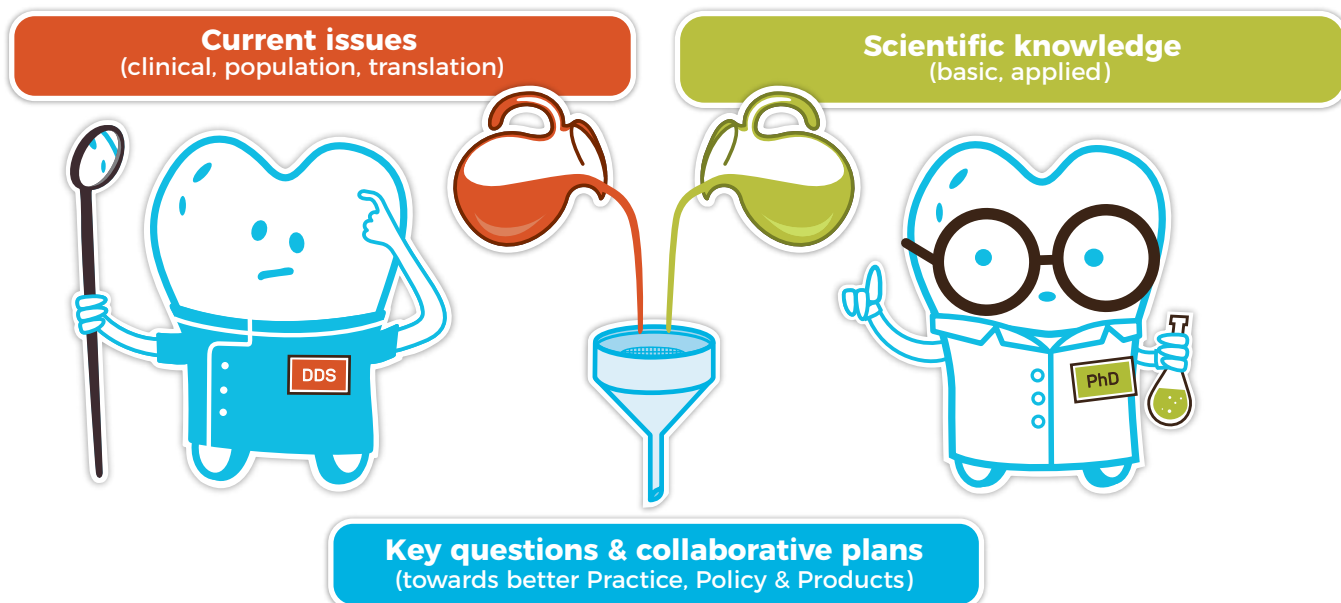 Current issues
(clinical, population, translation)
Scientific knowledge
(basic, applied)
DDS
PhD
Key questions & collaborative plans
(towards better Practice, Policy & Products)